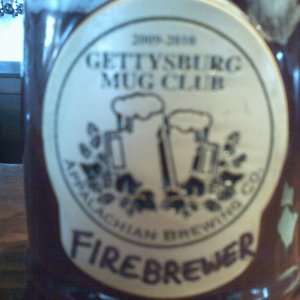 2009-2010
GETTYSBURG
MUG CLUB
APPALACHIAN BREWING CO.
FIREBREWER